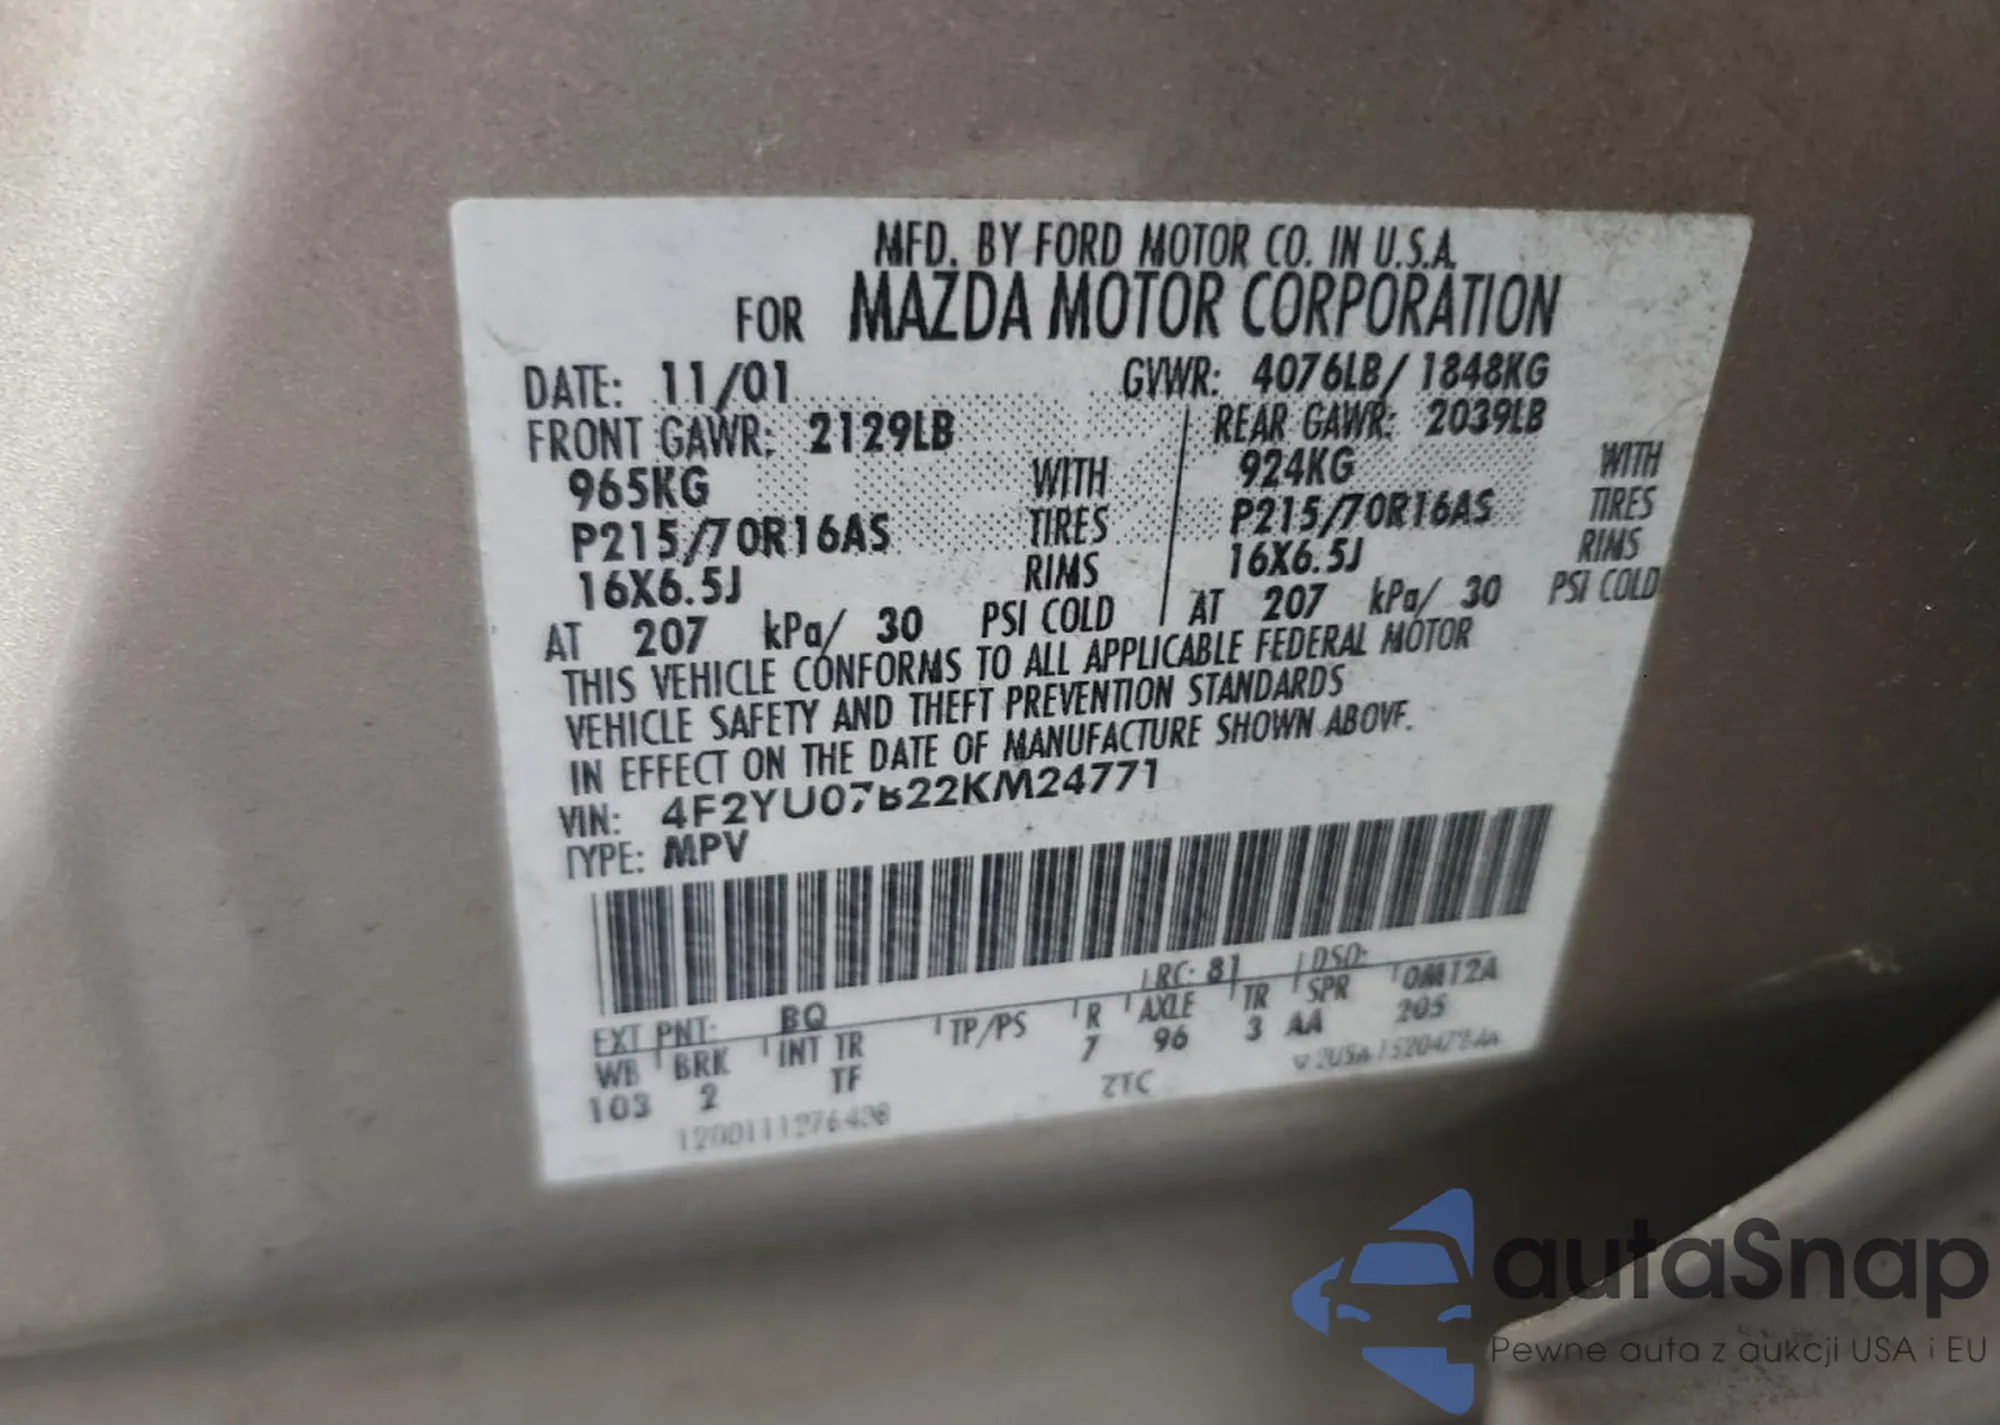 MFD. BY FORD MOTOR CO. IN U.S.A.
FOR MAZDA MOTOR CORPORATION
DATE: 11/01 GVWR: 4076LB/ 1848KG
FRONT GAWR: 2129LB REAR GAWR: 2039LB
965KG WITH 924KG WITH
P215/70R16AS TIRES P215/70R16AS TIRES
16X6.5J RIMS 16X6.5J RIMS
AT 207 kPa/ 30 PSI COLD AT 207 kPa/ 30 PSI COLD
THIS VEHICLE CONFORMS TO ALL APPLICABLE FEDERAL MOTOR
VEHICLE SAFETY AND THEFT PREVENTION STANDARDS
IN EFFECT ON THE DATE OF MANUFACTURE SHOWN ABOVE.
VIN: 4F2YU07B22KM24771
TYPE: MPV
EXT PNT: BQ RC: 81 DSO:
WB BRK INT TR TP/PS R AXLE TR SPR
103 2 TF 7 96 3 AA 205
ZTC
autaSnap
Pewne auta z aukcji USA i EU